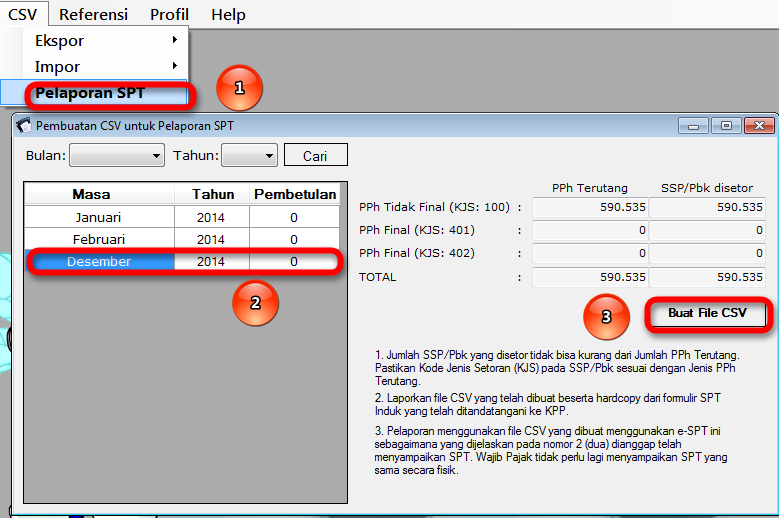 CSV Referensi Profil Help
Ekspor
Impor
Pelaporan SPT
1
Pembuatan CSV untuk Pelaporan SPT
Bulan: Tahun: Cari
Masa Tahun Pembetulan
Januari 2014 0
Februari 2014 0
Desember 2014 0
2
PPh Terutang SSP/Pbk disetor
PPh Tidak Final (KJS: 100) : 590.535 590.535
PPh Final (KJS: 401) : 0 0
PPh Final (KJS: 402) : 0 0
TOTAL : 590.535 590.535
3
Buat File CSV
1. Jumlah SSP/Pbk yang disetor tidak bisa kurang dari Jumlah PPh Terutang.
Pastikan Kode Jenis Setoran (KJS) pada SSP/Pbk sesuai dengan Jenis PPh
Terutang.
2. Laporkan file CSV yang telah dibuat beserta hardcopy dari formulir SPT
Induk yang telah ditandatangani ke KPP.
3. Pelaporan menggunakan file CSV yang dibuat menggunakan e-SPT ini
sebagaimana yang dijelaskan pada nomor 2 (dua) dianggap telah
menyampaikan SPT. Wajib Pajak tidak perlu lagi menyampaikan SPT yang
sama secara fisik.